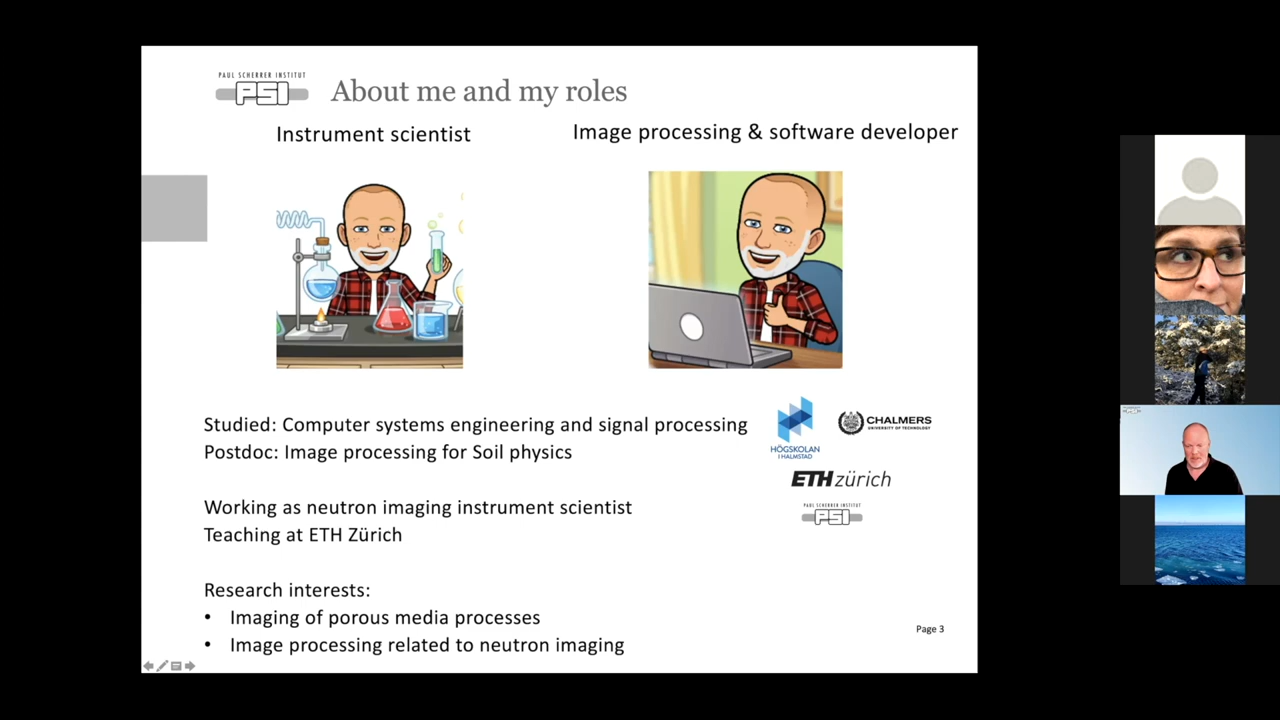 PAUL SCHERRER INSTITUT
PSI
About me and my roles
Instrument scientist
Image processing & software developer
Studied: Computer systems engineering and signal processing
Postdoc: Image processing for Soil physics
HÖGSKOLAN
I HALMSTAD
CHALMERS
UNIVERSITY OF TECHNOLOGY
ETH zürich
PAUL SCHERRER INSTITUT
PSI
Working as neutron imaging instrument scientist
Teaching at ETH Zürich
Research interests:
• Imaging of porous media processes
• Image processing related to neutron imaging
Page 3